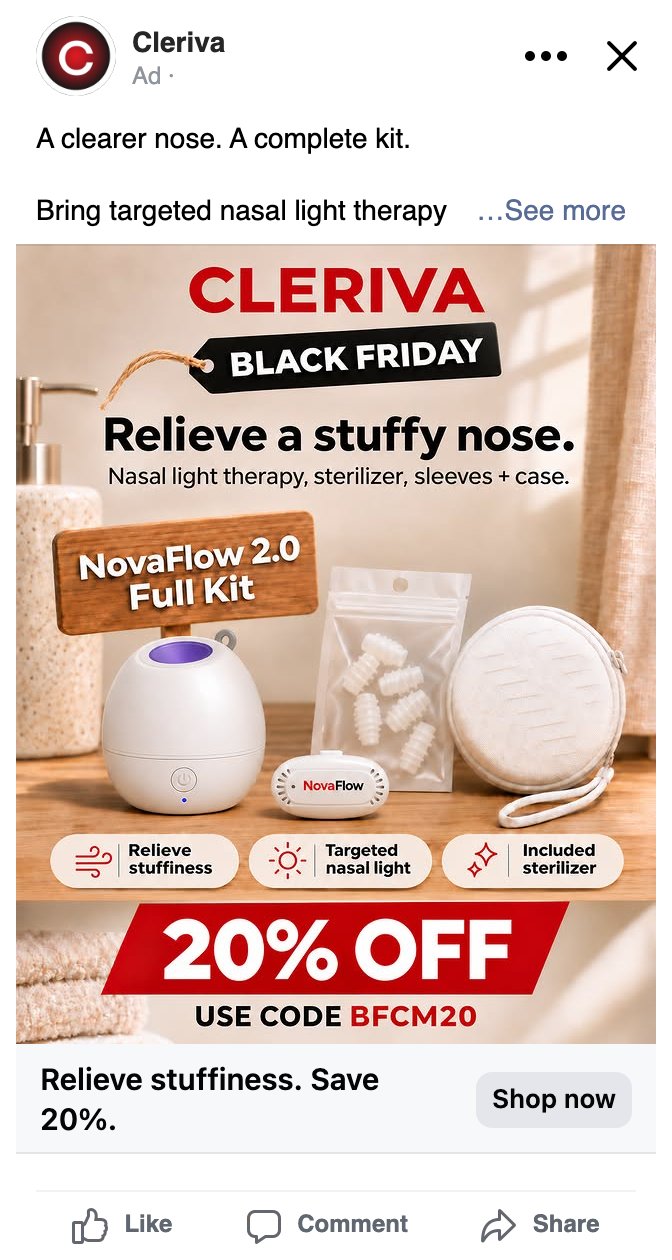 C
Cleriva
Ad ·
A clearer nose. A complete kit.
Bring targeted nasal light therapy ...See more
CLERIVA
BLACK FRIDAY
Relieve a stuffy nose.
Nasal light therapy, sterilizer, sleeves + case.
NovaFlow 2.0
Full Kit
NovaFlow
Relieve
stuffiness
Targeted
nasal light
Included
sterilizer
20% OFF
USE CODE BFCM20
Relieve stuffiness. Save
20%.
Shop now
Like
Comment
Share